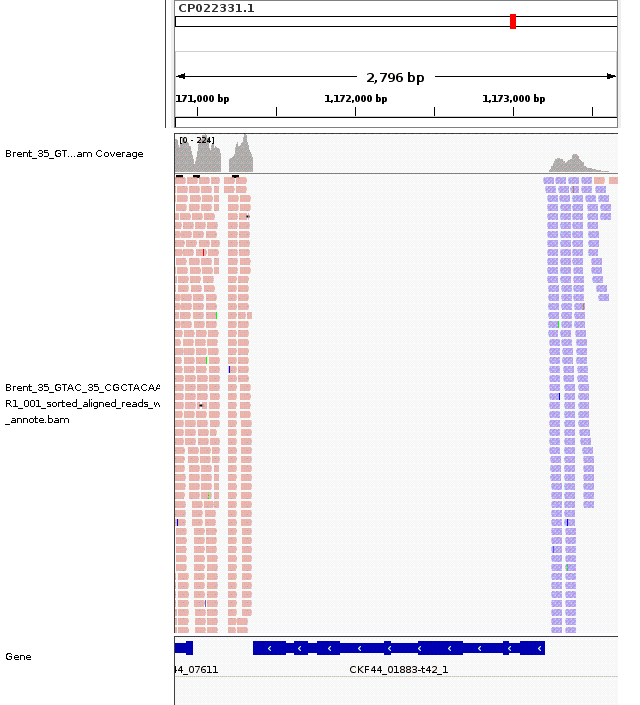 CP022331.1
2,796 bp
171,000 bp 1,172,000 bp 1,173,000 bp
[0 - 224]
Brent_35_GT...am Coverage
Brent_35_GTAC_35_CGCTACAA
R1_001_sorted_aligned_reads_w
_annote.bam
Gene
44_07611 CKF44_01883-t42_1